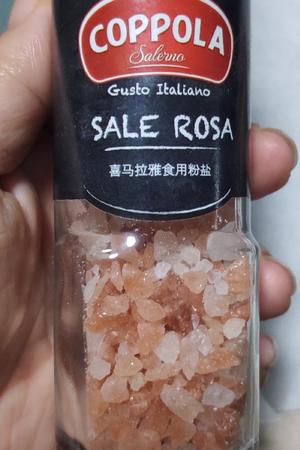 COPPOLA
Salerno
Gusto Italiano
SALE ROSA
喜马拉雅食用粉盐